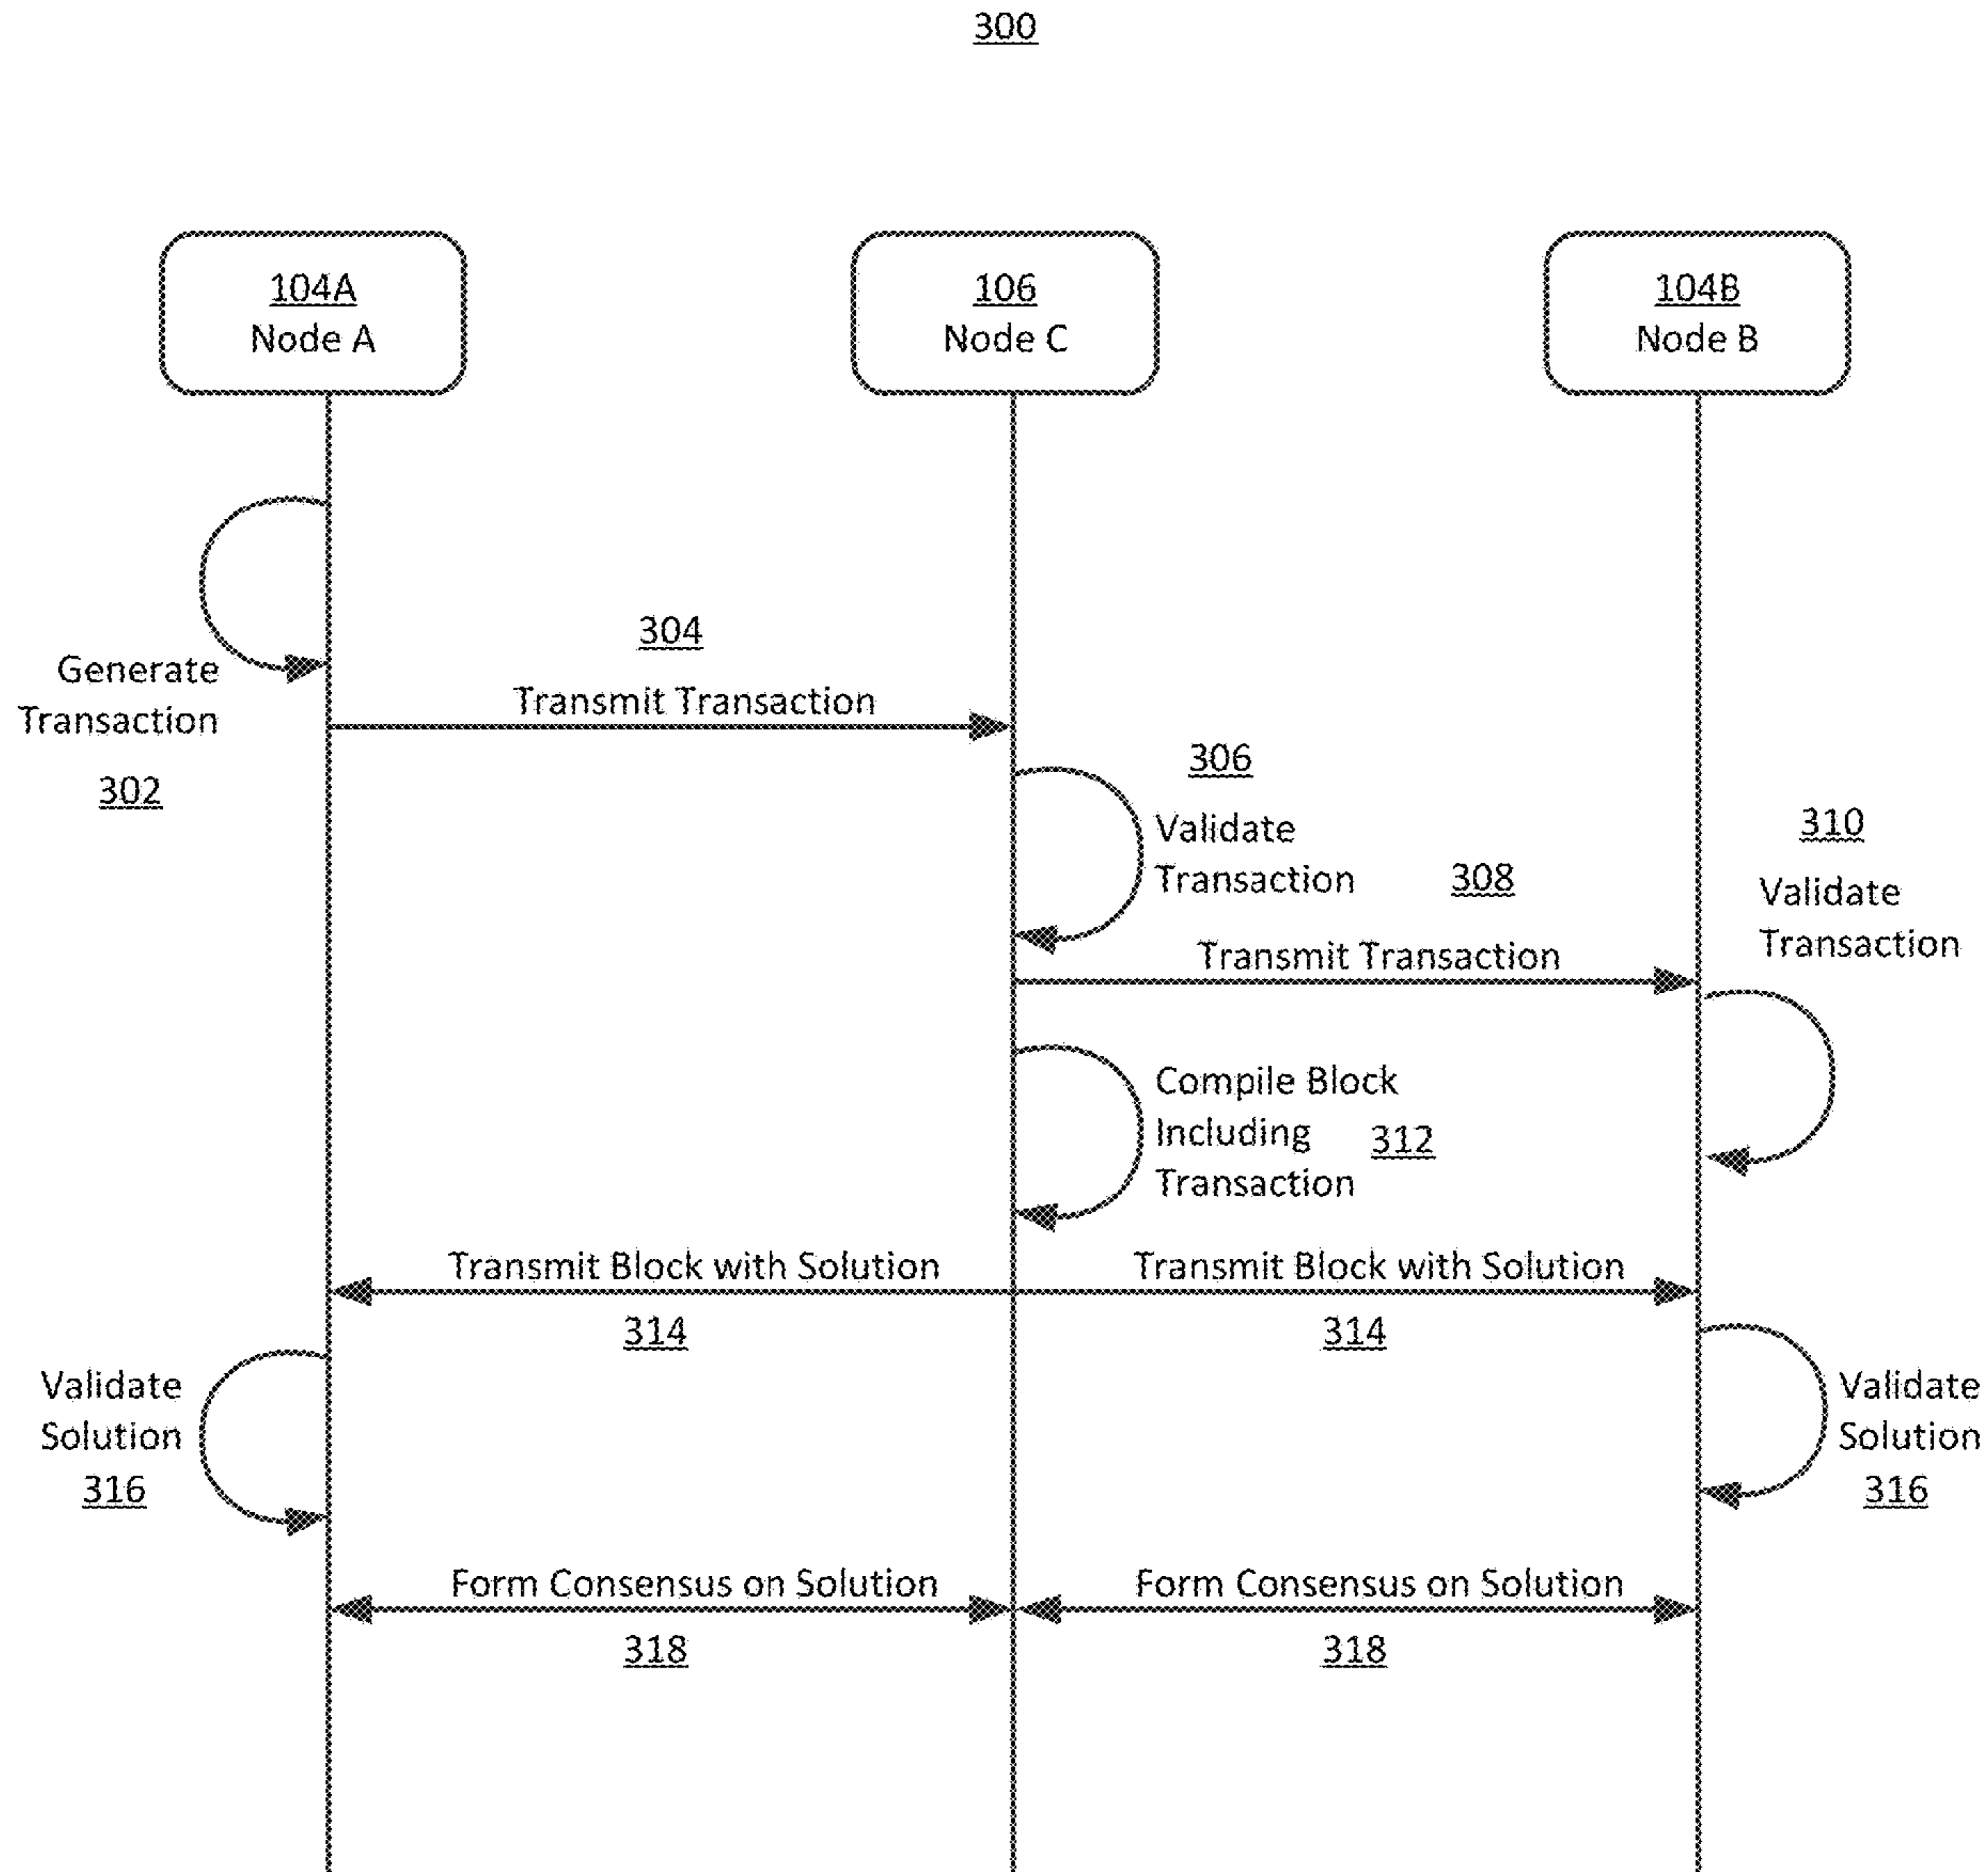 300
104A
Node A
106
Node C
104B
Node B
Generate
Transaction
302
304
Transmit Transaction
306
Validate
Transaction
308
Transmit Transaction
310
Validate
Transaction
Compile Block
Including
Transaction
312
Transmit Block with Solution
314
Transmit Block with Solution
314
Validate
Solution
316
Validate
Solution
316
Form Consensus on Solution
318
Form Consensus on Solution
318